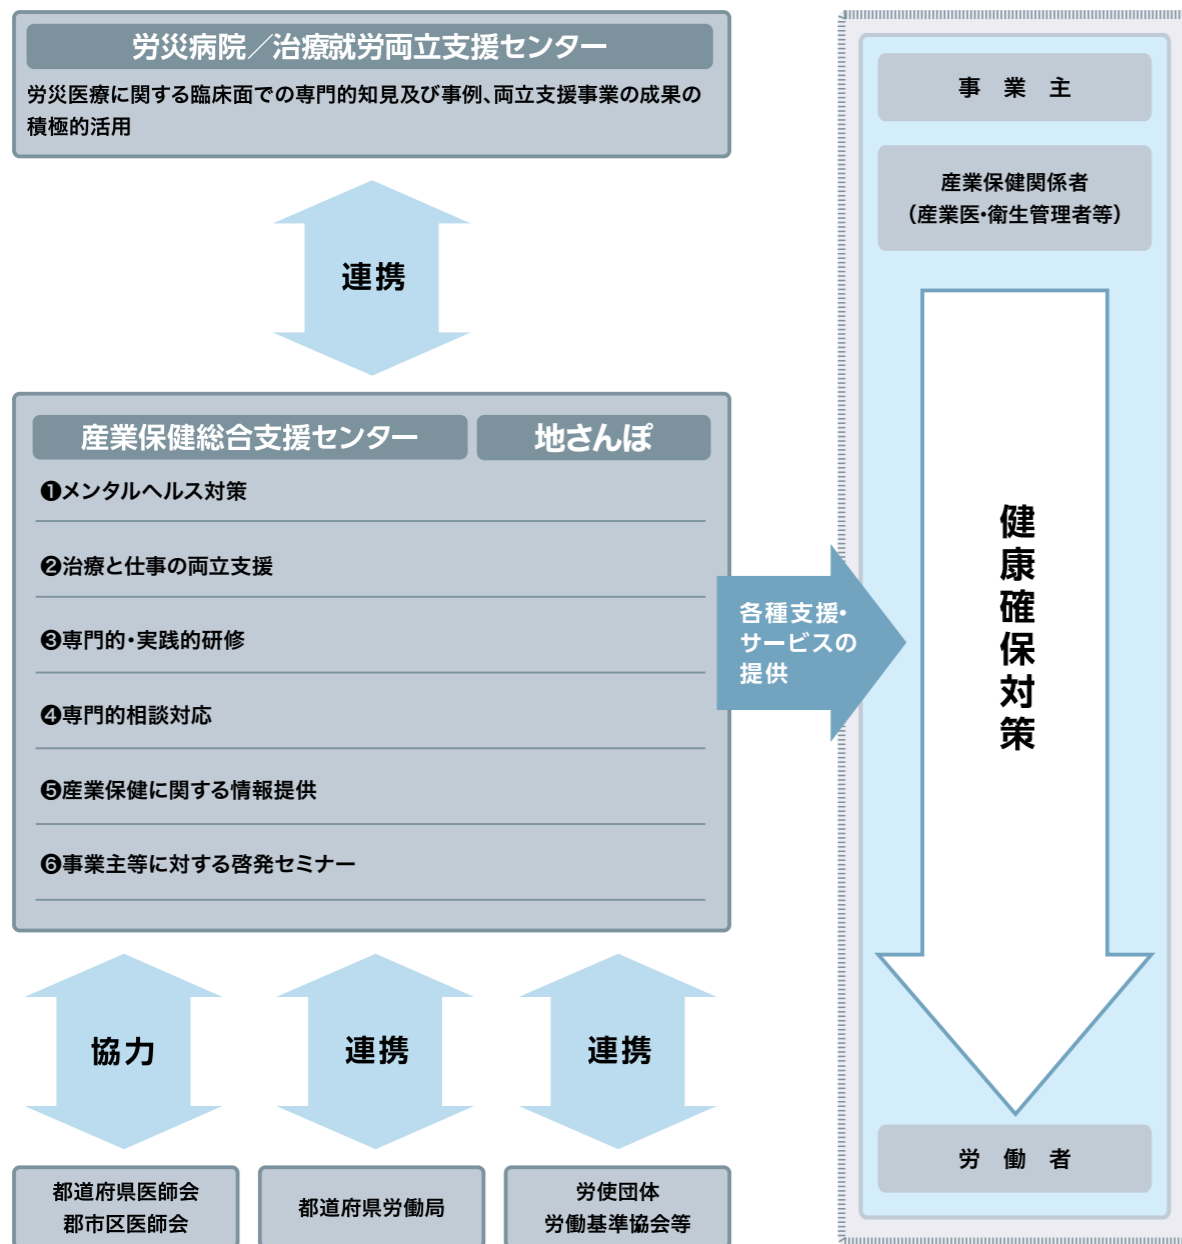 労災病院／治療就労両立支援センター
労災医療に関する臨床面での専門的知見及び事例、両立支援事業の成果の
積極的活用
連携
産業保健総合支援センター
地さんぽ
❶メンタルヘルス対策
❷治療と仕事の両立支援
❸専門的・実践的研修
❹専門的相談対応
❺産業保健に関する情報提供
❻事業主等に対する啓発セミナー
協力
連携
連携
都道府県医師会
郡市区医師会
都道府県労働局
労使団体
労働基準協会等
各種支援・
サービスの
提供
事業主
産業保健関係者
（産業医・衛生管理者等）
健康確保対策
労働者